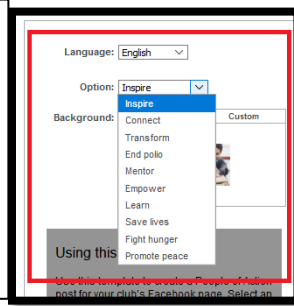 Language: English
Option: Inspire
Inspire
Background:
Connect
Custom
Transform
End polio
Mentor
Empower
Learn
Save lives
Fight hunger
Promote peace
Using this
Use this template to create a People of Action
post for your club's Facebook page. Select an